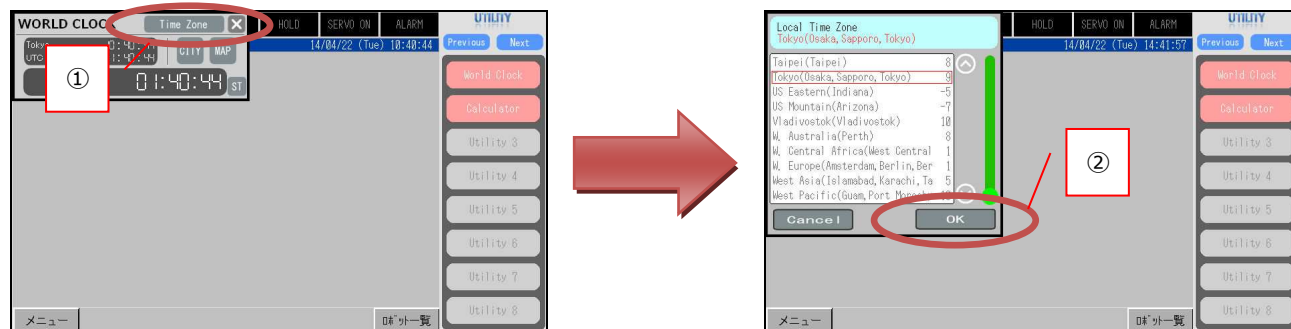 WORLD CLOCK
Time Zone
HOLD
SERVO ON
ALARM
UTILITY
14/04/22 (Tue) 10:40:44
Previous
Next
Tokyo
UTC
CITY
MAP
①
01:40:44
ST
World Clock
Calculator
Utility 3
Utility 4
Utility 5
Utility 6
Utility 7
Utility 8
メニュー
ロボット一覧
Local Time Zone
Tokyo(Osaka, Sapporo, Tokyo)
HOLD
SERVO ON
ALARM
UTILITY
14/04/22 (Tue) 14:41:57
Previous
Next
Taipei(Taipei) 8
Tokyo(Osaka, Sapporo, Tokyo) 9
US Eastern(Indiana) -5
US Mountain(Arizona) -7
Vladivostok(Vladivostok) 10
W. Australia(Perth) 8
W. Central Africa(West Central 1
W. Europe(Amsterdam, Berlin, Ber 1
West Asia(Islamabad, Karachi, Ta 5
West Pacific(Guam, Port
Cancel
OK
②
World Clock
Calculator
Utility 3
Utility 4
Utility 5
Utility 6
Utility 7
Utility 8
メニュー
ロボット一覧